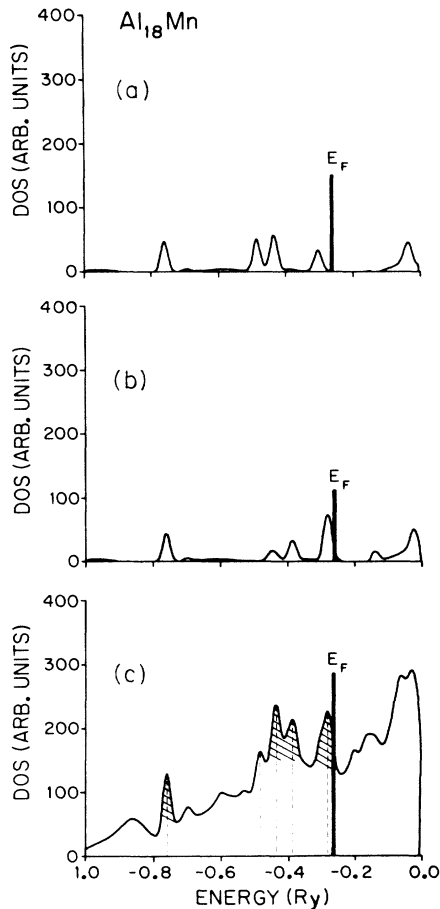 Al18Mn
400
300
200
100
0
DOS (ARB. UNITS)
(a)
EF
400
300
200
100
0
DOS (ARB. UNITS)
(b)
EF
400
300
200
100
0
DOS (ARB. UNITS)
(c)
EF
1.0 -0.8 -0.6 -0.4 -0.2 0.0
ENERGY (Ry)